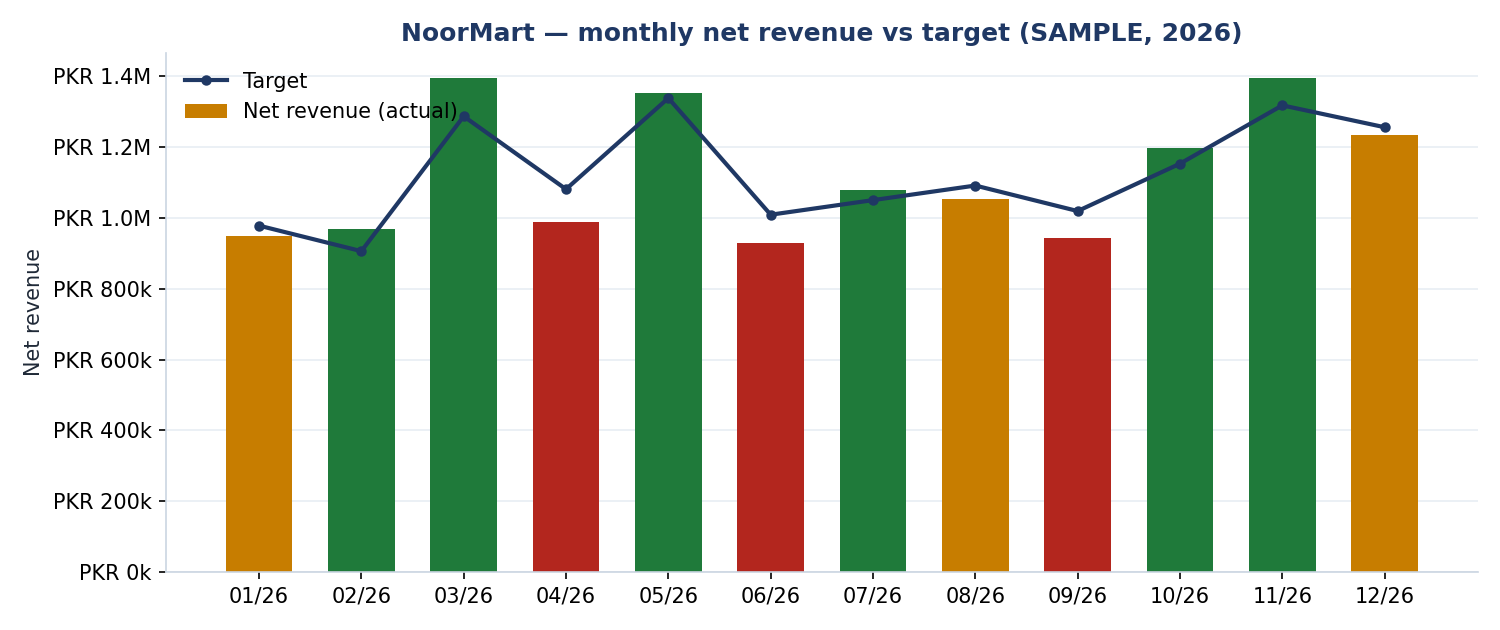 NoorMart — monthly net revenue vs target (SAMPLE, 2026)
Target
Net revenue (actual)
Net revenue
PKR 1.4M
PKR 1.2M
PKR 1.0M
PKR 800k
PKR 600k
PKR 400k
PKR 200k
PKR 0k
01/26 02/26 03/26 04/26 05/26 06/26 07/26 08/26 09/26 10/26 11/26 12/26